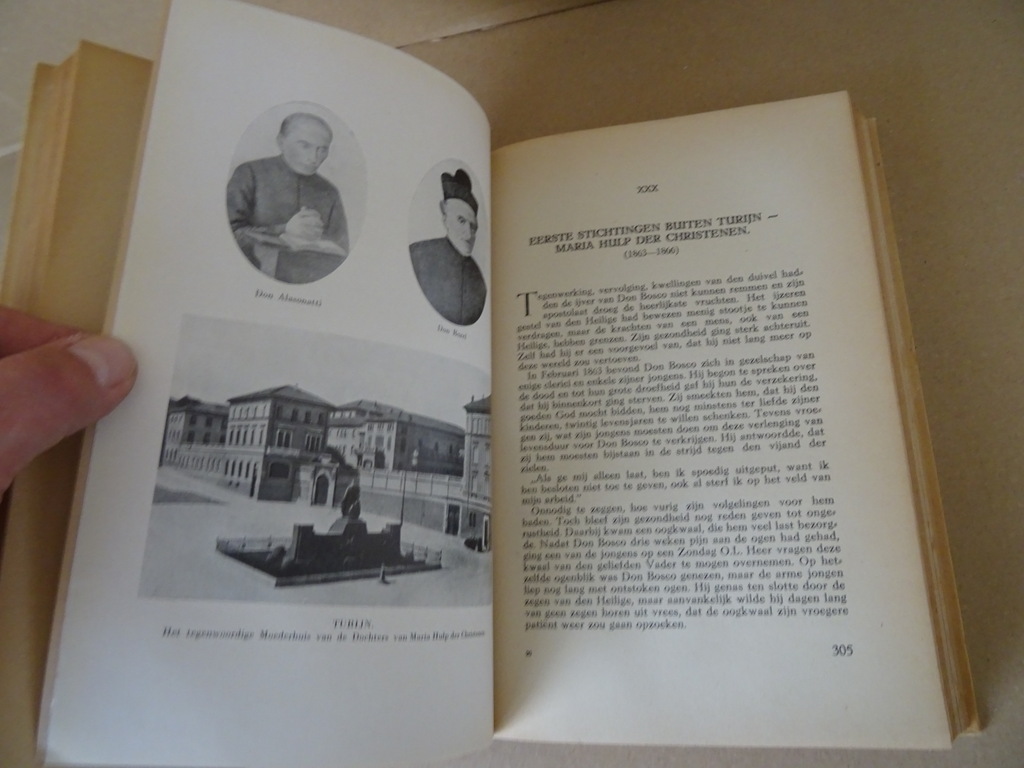 Don Alasonatti
Don Bosco
TURIJN.
Het tegenwoordige Moederhuis van de Dochters van Maria Hulp der Christenen
XXX
EERSTE STICHTINGEN BUITEN TURIJN —
MARIA HULP DER CHRISTENEN.
(1863—1866)
Tegenwerking, vervolging, kwellingen van den duivel had-
den de ijver van Don Bosco niet kunnen remmen en zijn
apostolaat droeg de heerlijkste vruchten. Het ijzeren
gestel van den Heilige had bewezen menig stootje te kunnen
verdragen, maar de krachten van een mens, ook van een
Heilige, hebben grenzen. Zijn gezondheid ging sterk achteruit.
Zelf had hij er een voorgevoel van, dat hij niet lang meer op
deze wereld zou vertoeven.
In Februari 1863 bevond Don Bosco zich in gezelschap van
enige clerici en enkele zijner jongens. Hij begon te spreken over
de dood en tot hun grote droefheid gaf hij hun de verzekering,
dat hij binnenkort ging sterven. Zij smeekten hem, dat hij den
goeden God mocht bidden, hem nog minstens ter liefde zijner
kinderen, twintig levensjaren te willen schenken. Tevens vroe-
gen zij, wat zijn jongens moesten doen om deze verlenging van
levensduur voor Don Bosco te verkrijgen. Hij antwoordde, dat
zij hem moesten bijstaan in de strijd tegen den vijand der
zielen.
„Als ge mij alleen laat, ben ik spoedig uitgeput, want ik
ben besloten niet toe te geven, ook al sterf ik op het veld van
mijn arbeid."
Onnodig te zeggen, hoe vurig zijn volgelingen voor hem
baden. Toch bleef zijn gezondheid nog reden geven tot onge-
rustheid. Daarbij kwam een oogkwaal, die hem veel last bezorg-
de. Nadat Don Bosco drie weken pijn aan de ogen had gehad,
ging een van de jongens op een Zondag O.L. Heer vragen deze
kwael van den geliefden Vader te mogen overnemen. Op het-
zelfde ogenblik was Don Bosco genezen, maar de arme jongen
liep nog lang met ontstoken ogen. Hij genas ten slotte door de
zegen van den Heilige, maar aanvankelijk wilde hij dagen lang
van geen zegen horen uit vrees, dat de oogkwaal zijn vroegere
patiënt weer zou gaan opzoeken.
305